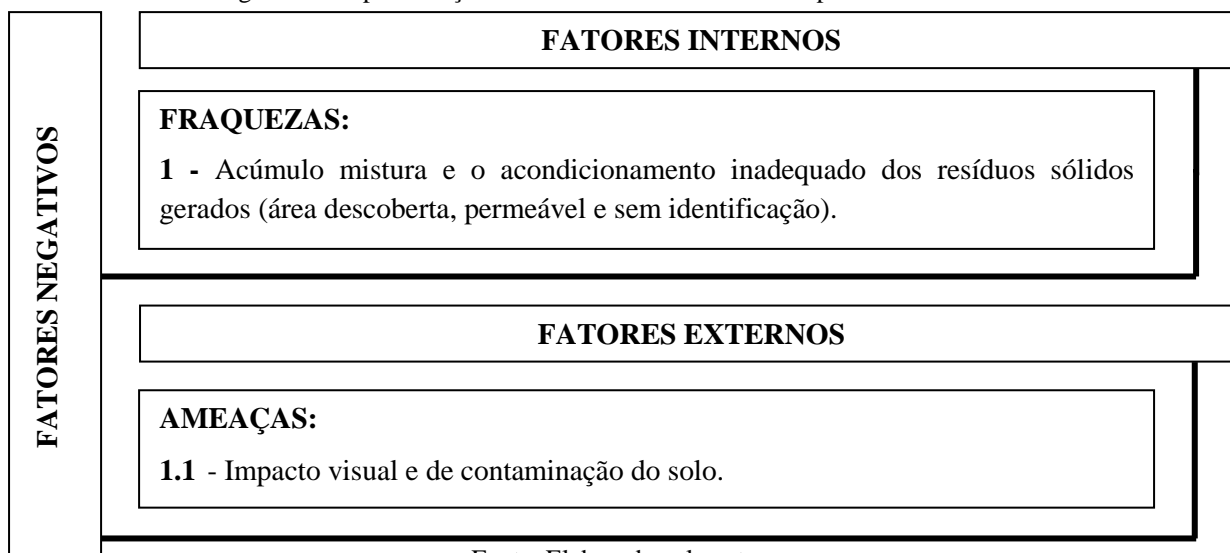 FATORES NEGATIVOS
FATORES INTERNOS
FRAQUEZAS:
1 - Acúmulo mistura e o acondicionamento inadequado dos resíduos sólidos
gerados (área descoberta, permeável e sem identificação).
FATORES EXTERNOS
AMEAÇAS:
1.1 - Impacto visual e de contaminação do solo.